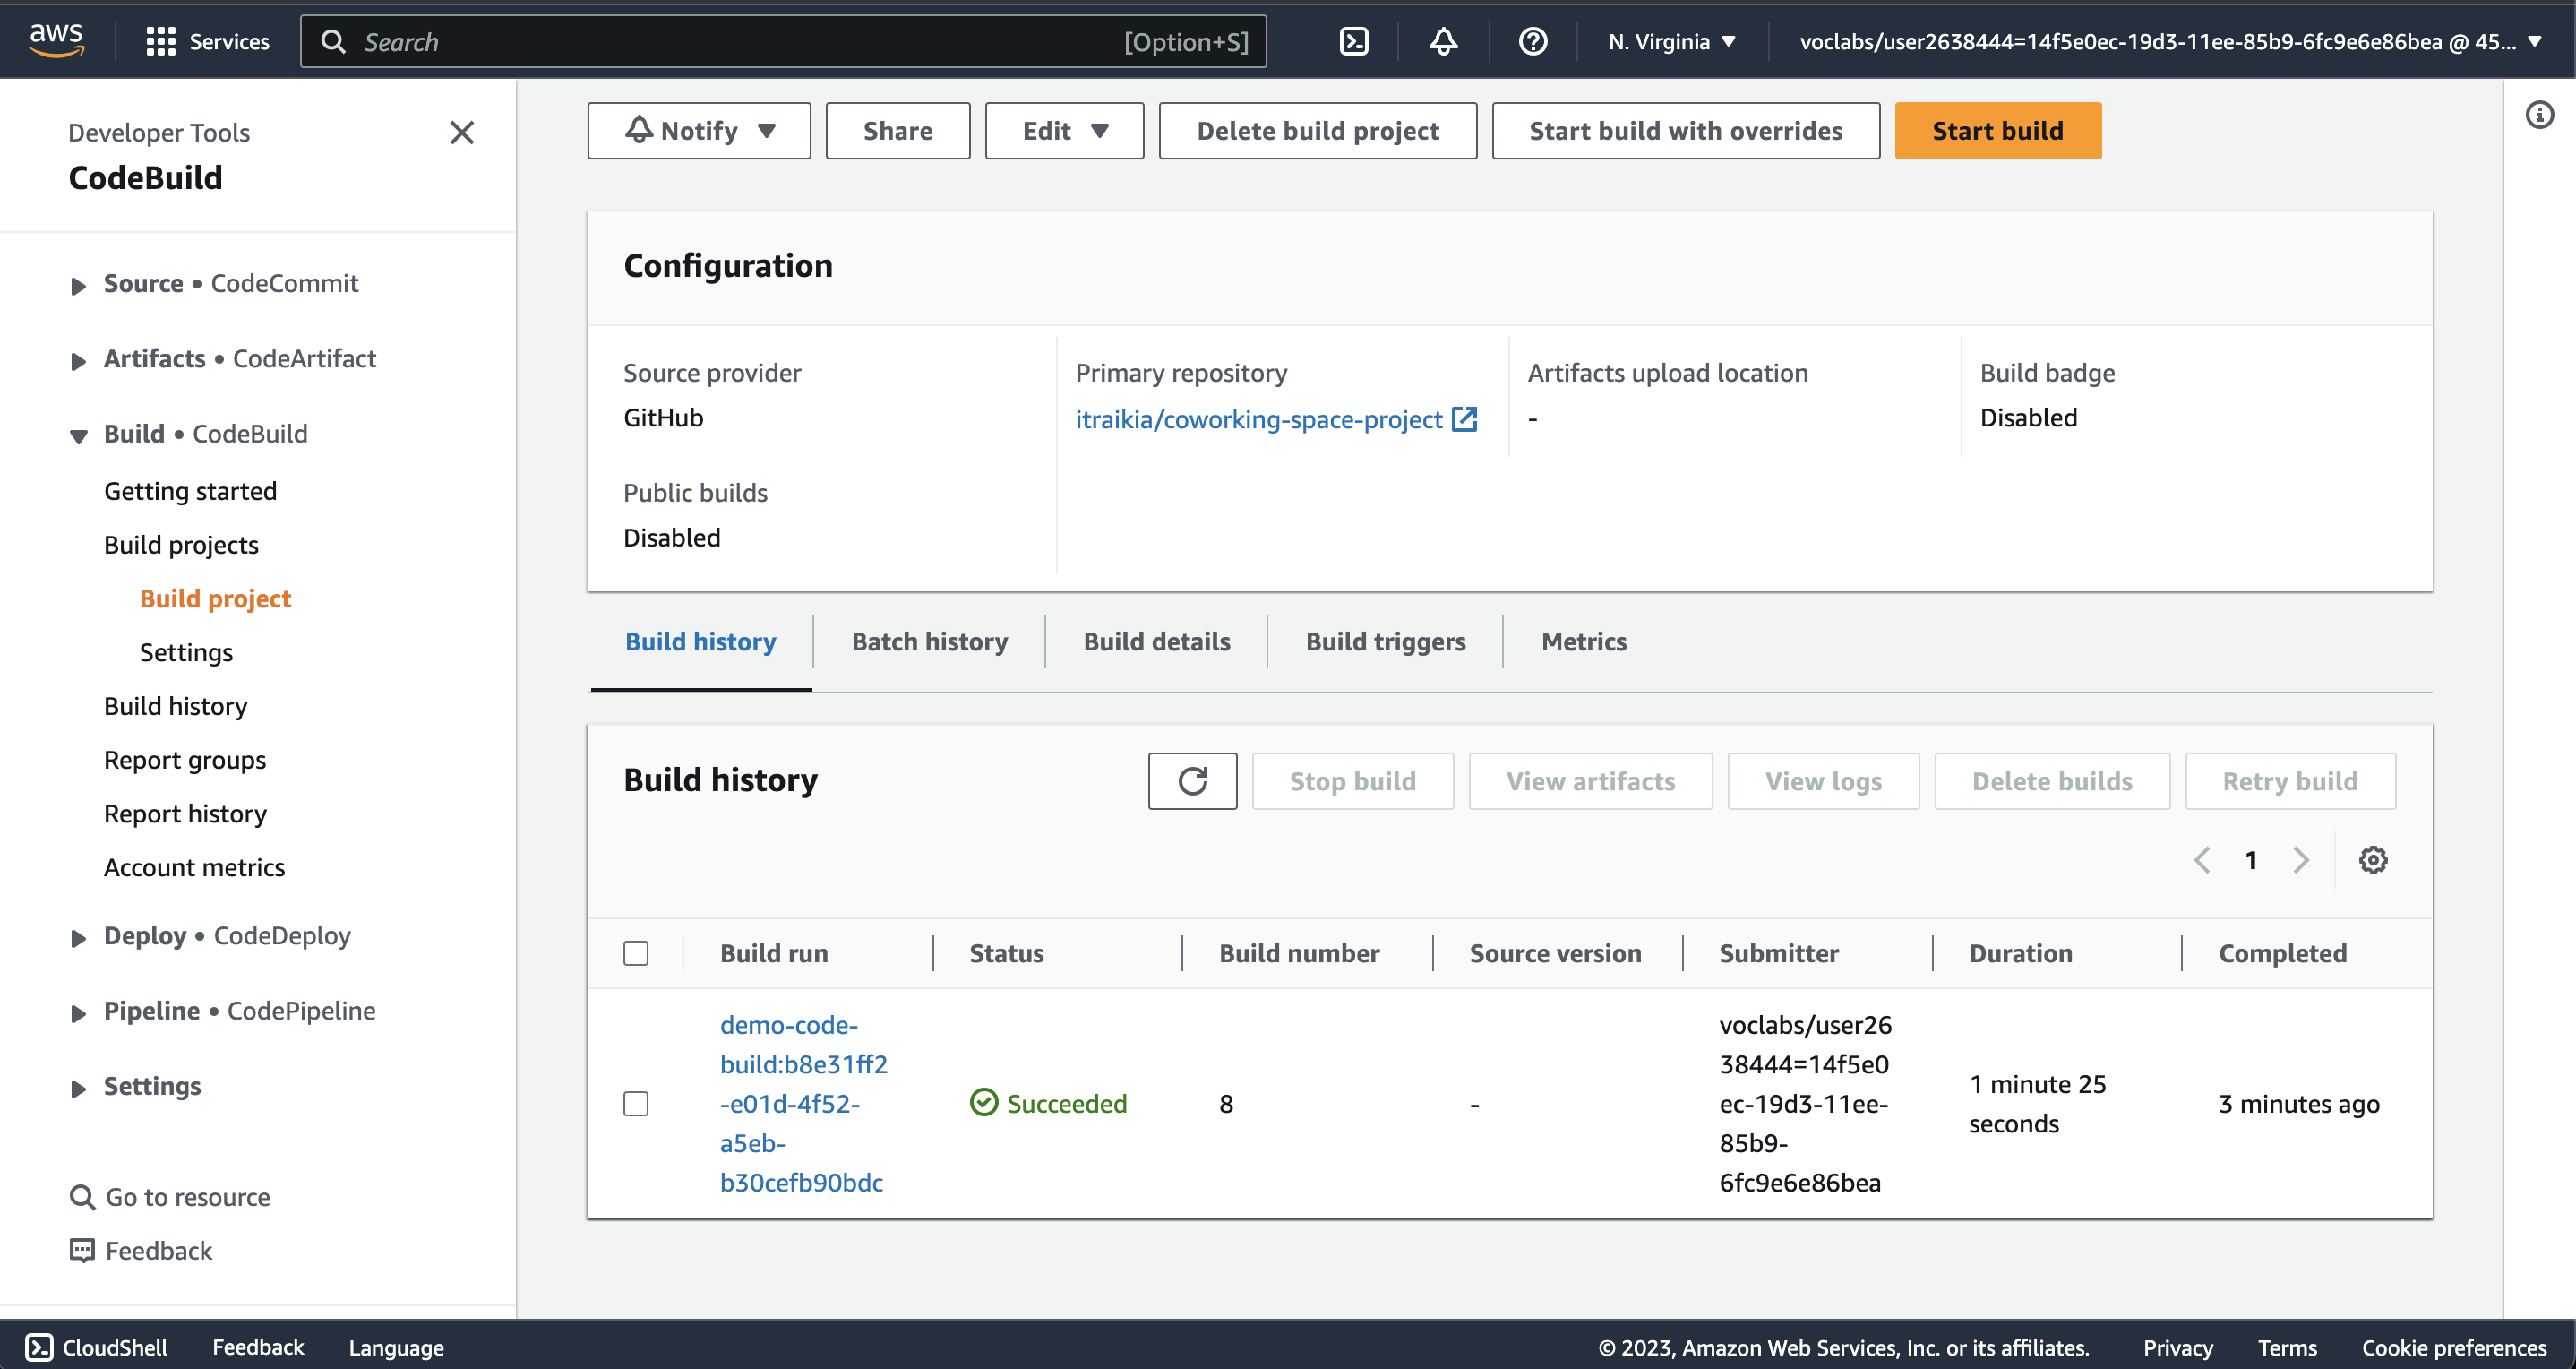 aws
Services
Search
[Option+S]
N. Virginia
voclabs/user2638444=14f5e0ec-19d3-11ee-85b9-6fc9e6e86bea @ 45...
Developer Tools
CodeBuild
Source • CodeCommit
Artifacts • CodeArtifact
Build • CodeBuild
Getting started
Build projects
Build project
Settings
Build history
Report groups
Report history
Account metrics
Deploy • CodeDeploy
Pipeline • CodePipeline
Settings
Go to resource
Feedback
Notify
Share
Edit
Delete build project
Start build with overrides
Start build
Configuration
Source provider
GitHub
Primary repository
itraikia/coworking-space-project
Artifacts upload location
-
Build badge
Disabled
Public builds
Disabled
Build history
Batch history
Build details
Build triggers
Metrics
Build history
Stop build
View artifacts
View logs
Delete builds
Retry build
1
Build run
Status
Build number
Source version
Submitter
Duration
Completed
demo-code-
build:b8e31ff2
-e01d-4f52-
a5eb-
b30cefb90bdc
Succeeded
8
-
voclabs/user26
38444=14f5e0
ec-19d3-11ee-
85b9-
6fc9e6e86bea
1 minute 25
seconds
3 minutes ago
CloudShell
Feedback
Language
© 2023, Amazon Web Services, Inc. or its affiliates.
Privacy
Terms
Cookie preferences